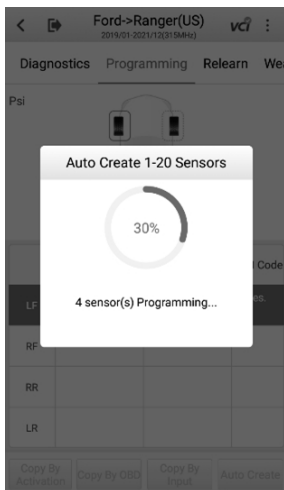 Ford->Ranger(US)
vci
2019/01-2021/12(315MHz)
Diagnostics Programming Relearn
Psi
Auto Create 1-20 Sensors
30%
Code
4 sensor(s) Programming...
LF
RF
RR
LR
Copy By Activation
Copy By OBD
Copy By Input
Auto Create